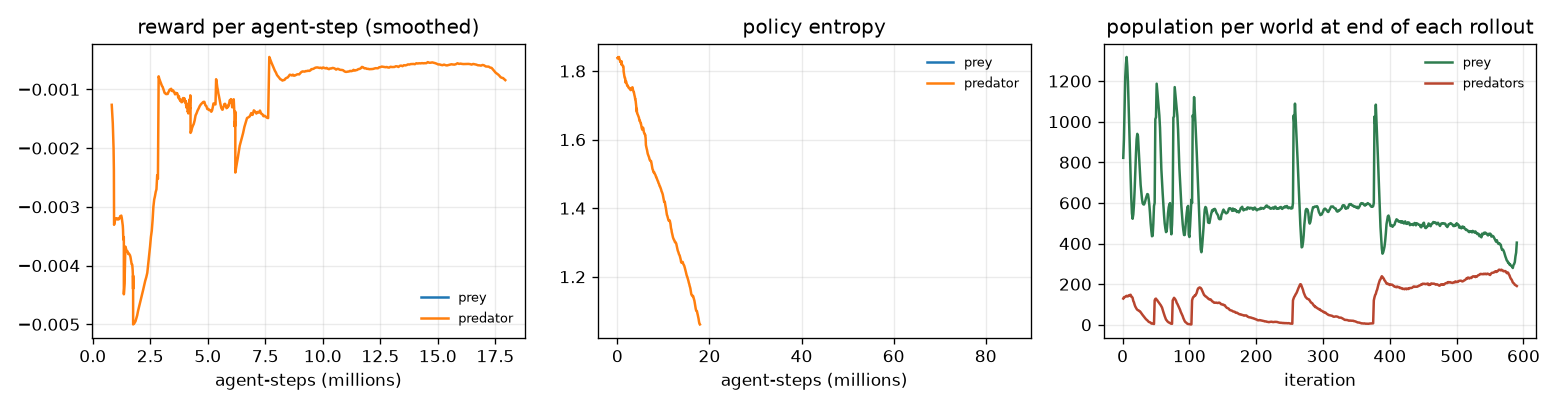 reward per agent-step (smoothed)
−0.001
−0.002
−0.003
−0.004
−0.005
prey
predator
0.0 2.5 5.0 7.5 10.0 12.5 15.0 17.5
agent-steps (millions)
policy entropy
1.8
1.6
1.4
1.2
prey
predator
0 20 40 60 80
agent-steps (millions)
population per world at end of each rollout
1200
1000
800
600
400
200
0
prey
predators
0 100 200 300 400 500 600
iteration